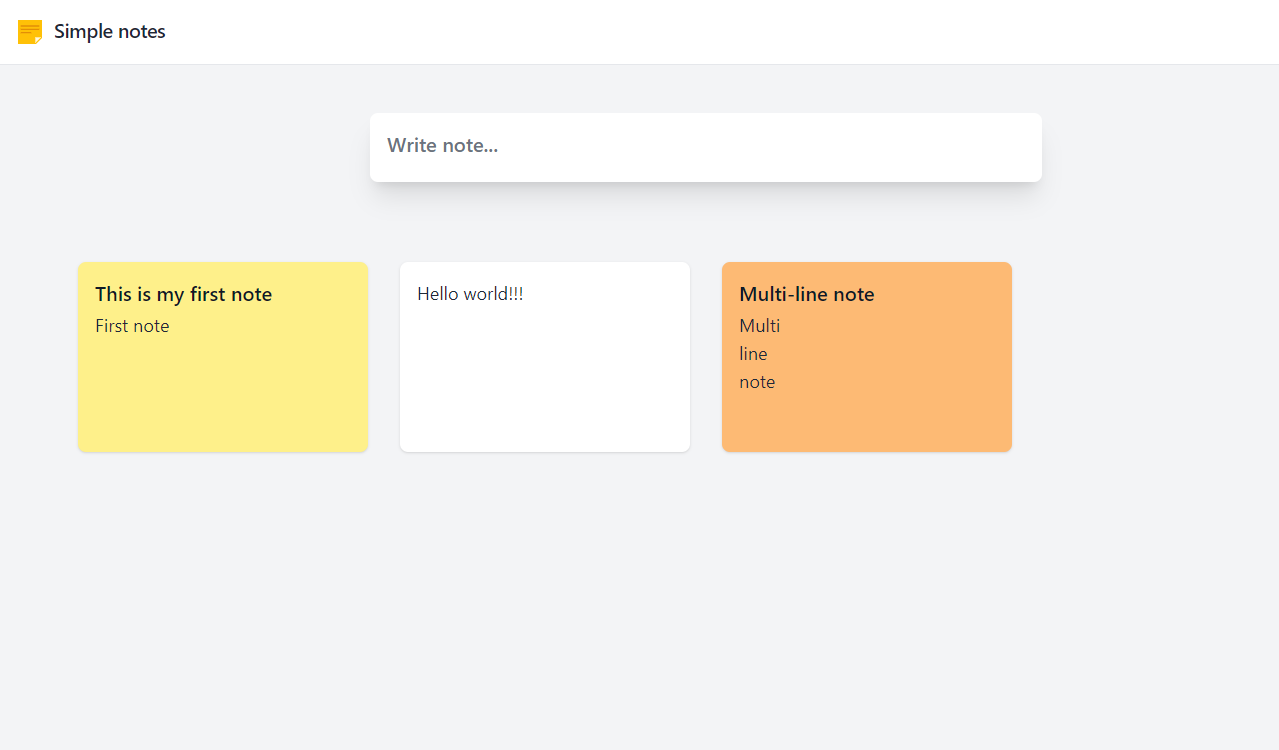 Simple notes
Write note...
This is my first note
First note
Hello world!!!
Multi-line note
Multi
line
note